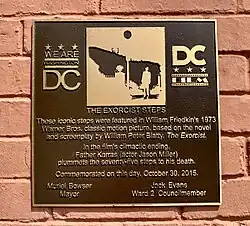 WE ARE
WASHINGTON
DC
DC
FILM
THE EXORCIST STEPS
These iconic steps were featured in William Friedkin's 1973
Warner Bros. classic motion picture, based on the novel
and screenplay by William Peter Blatty, The Exorcist.
In the film's climactic ending,
Father Karras (actor Jason Miller)
plummets the seventy-five steps to his death.
Commemorated on this day, October 30, 2015.
Muriel Bowser
Mayor
Jack Evans
Ward 2 Councilmember